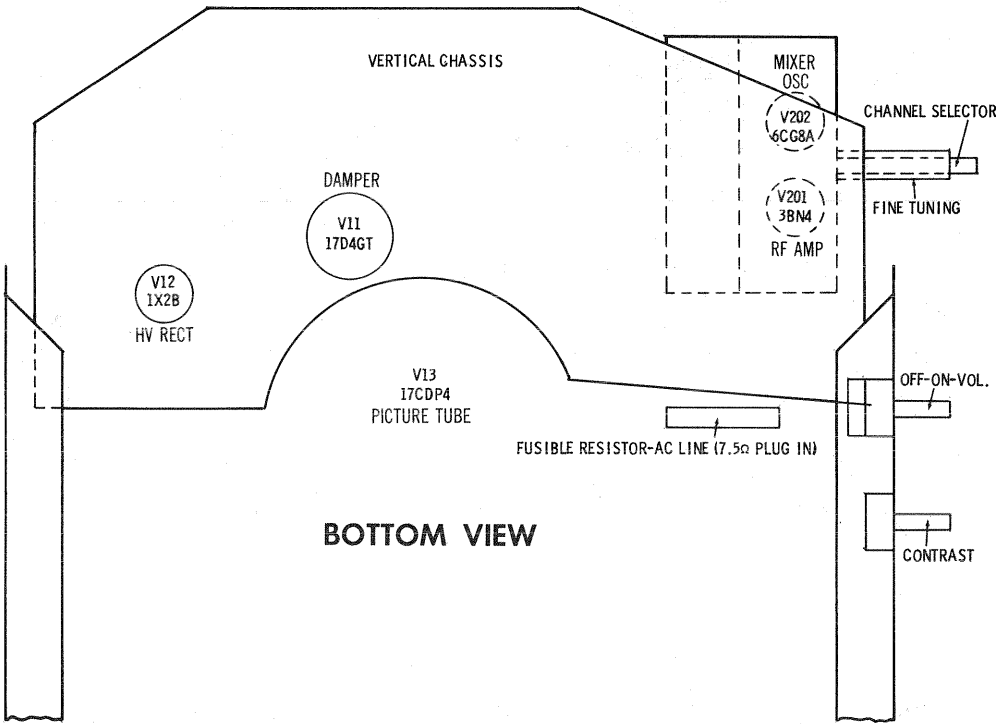 VERTICAL CHASSIS
MIXER
OSC
V202
6CG8A
CHANNEL SELECTOR
FINE TUNING
V201
3BN4
RF AMP
DAMPER
V11
17D4GT
V12
1X2B
HV RECT
V13
17CDP4
PICTURE TUBE
OFF-ON-VOL.
FUSIBLE RESISTOR-AC LINE (7.5Ω PLUG IN)
BOTTOM VIEW
CONTRAST